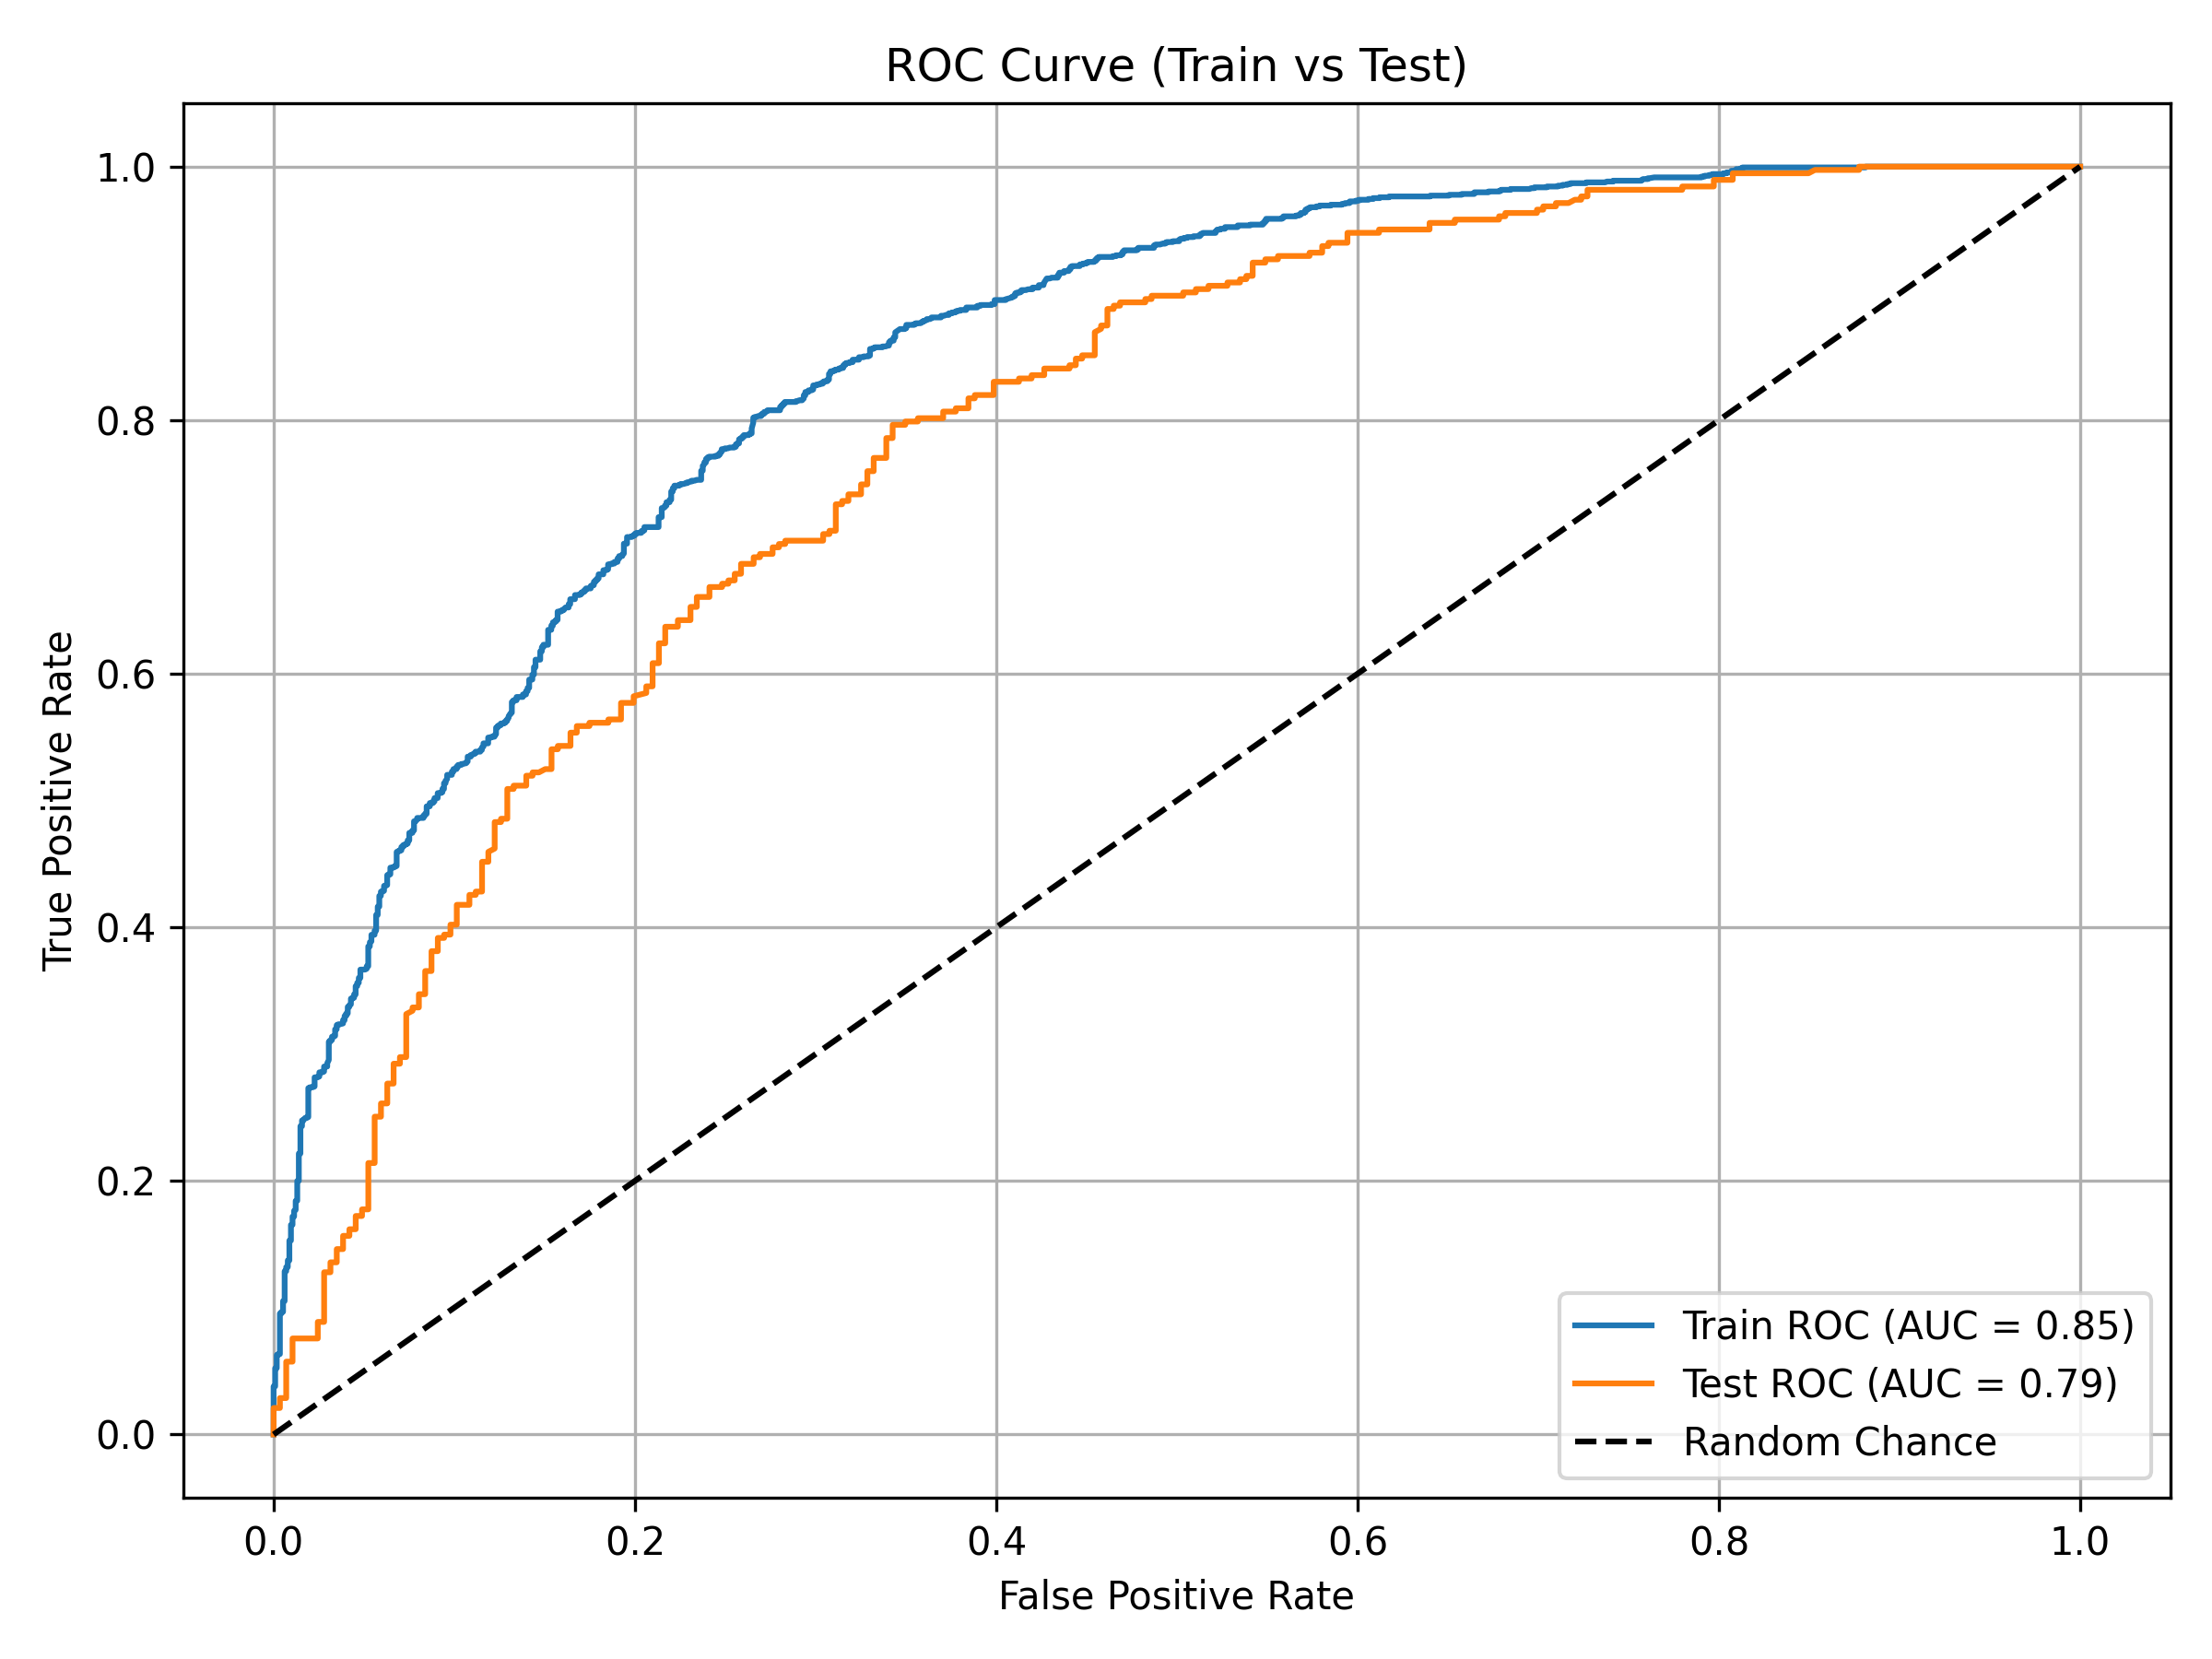 ROC Curve (Train vs Test)
1.0
0.8
0.6
0.4
0.2
0.0
True Positive Rate
0.0 0.2 0.4 0.6 0.8 1.0
False Positive Rate
Train ROC (AUC = 0.85)
Test ROC (AUC = 0.79)
Random Chance